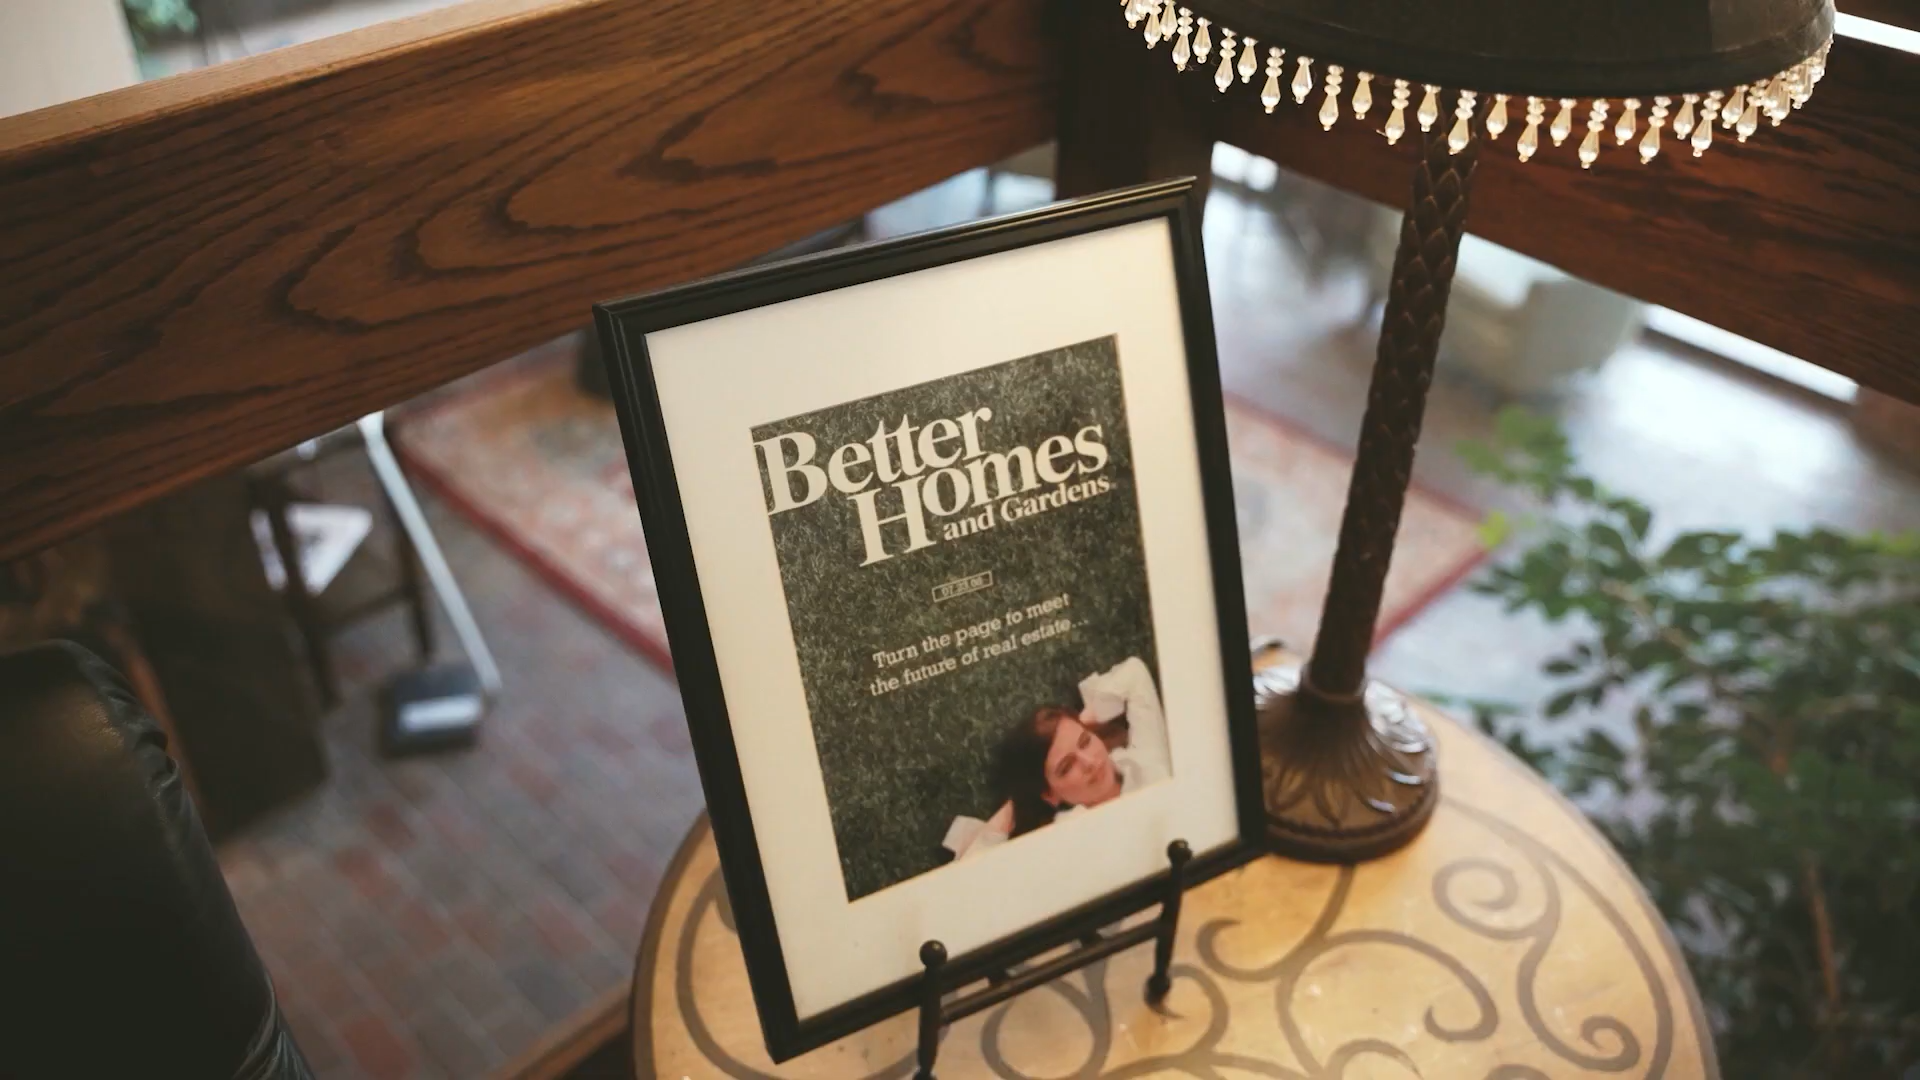 Better
Homes
and Gardens
Turn the page to meet
the future of real estate...